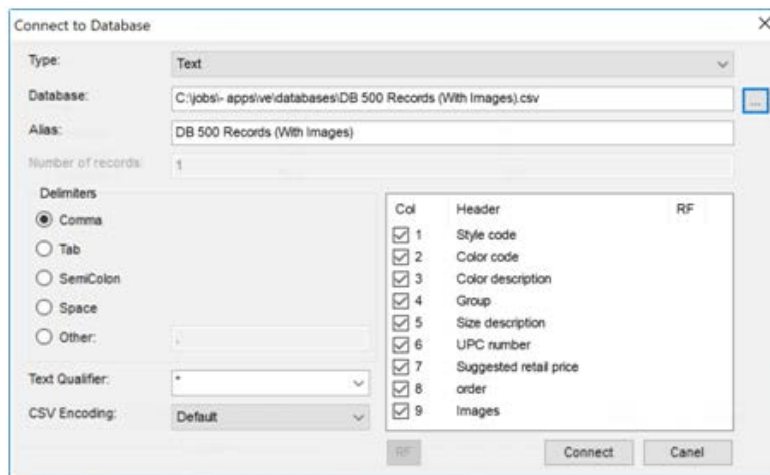 Connect to Database
Type:
Text
Database:
C:\jobs\- apps\ve\databases\DB 500 Records (With Images).csv
...
Alias:
DB 500 Records (With Images)
Number of records:
1
Delimiters
Comma
Tab
SemiColon
Space
Other:
Text Qualifier:
CSV Encoding:
Default
Col Header RF
1 Style code
2 Color code
3 Color description
4 Group
5 Size description
6 UPC number
7 Suggested retail price
8 order
9 Images
RF
Connect
Canel